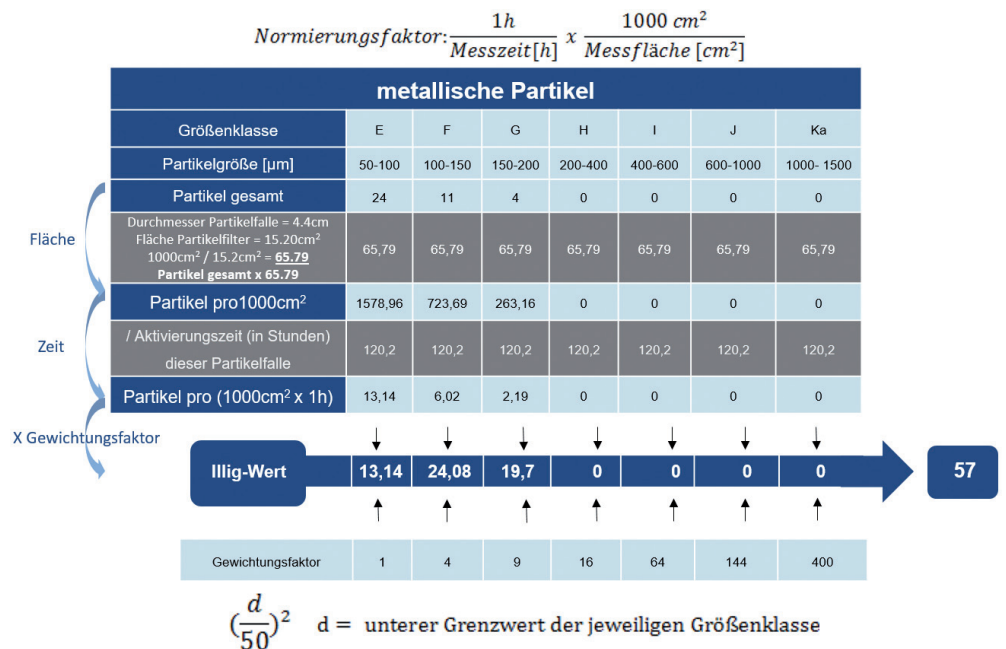 Normierungsfaktor: 1h / Messzeit[h] x 1000 cm² / Messfläche [cm²]
metallische Partikel
Größenklasse E F G H I J Ka
Partikelgröße [µm] 50-100 100-150 150-200 200-400 400-600 600-1000 1000- 1500
Partikel gesamt 24 11 4 0 0 0 0
Fläche
Durchmesser Partikelfalle = 4.4cm
Fläche Partikelfilter = 15.20cm²
1000cm² / 15.2cm² = 65.79
Partikel gesamt x 65.79
65,79 65,79 65,79 65,79 65,79 65,79 65,79
Partikel pro1000cm² 1578,96 723,69 263,16 0 0 0 0
Zeit
/ Aktivierungszeit (in Stunden)
dieser Partikelfalle
120,2 120,2 120,2 120,2 120,2 120,2 120,2
Partikel pro (1000cm² x 1h) 13,14 6,02 2,19 0 0 0 0
X Gewichtungsfaktor
Illig-Wert 13,14 24,08 19,7 0 0 0 0 57
Gewichtungsfaktor 1 4 9 16 64 144 400
(d/50)² d = unterer Grenzwert der jeweiligen Größenklasse